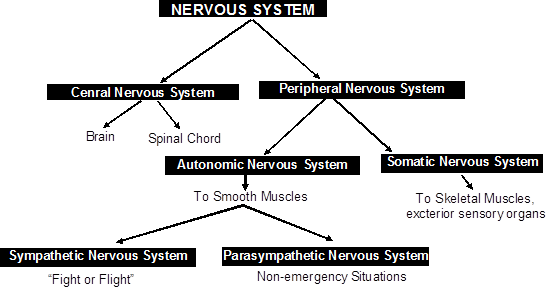 NERVOUS SYSTEM
Cenral Nervous System
Peripheral Nervous System
Brain
Spinal Chord
Autonomic Nervous System
Somatic Nervous System
To Smooth Muscles
To Skeletal Muscles,
excterior sensory organs
Sympathetic Nervous System
Parasympathetic Nervous System
“Fight or Flight”
Non-emergency Situations